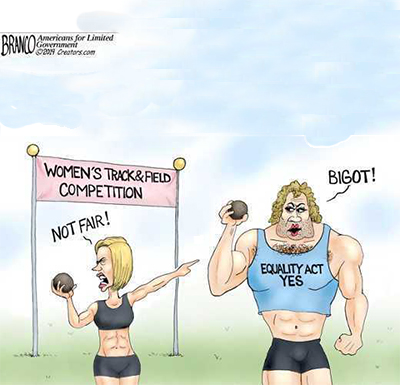 BRANCO Americans for Limited
Government
©2019 Creators.com
WOMEN'S TRACK & FIELD
COMPETITION
NOT FAIR!
BIGOT!
EQUALITY ACT
YES